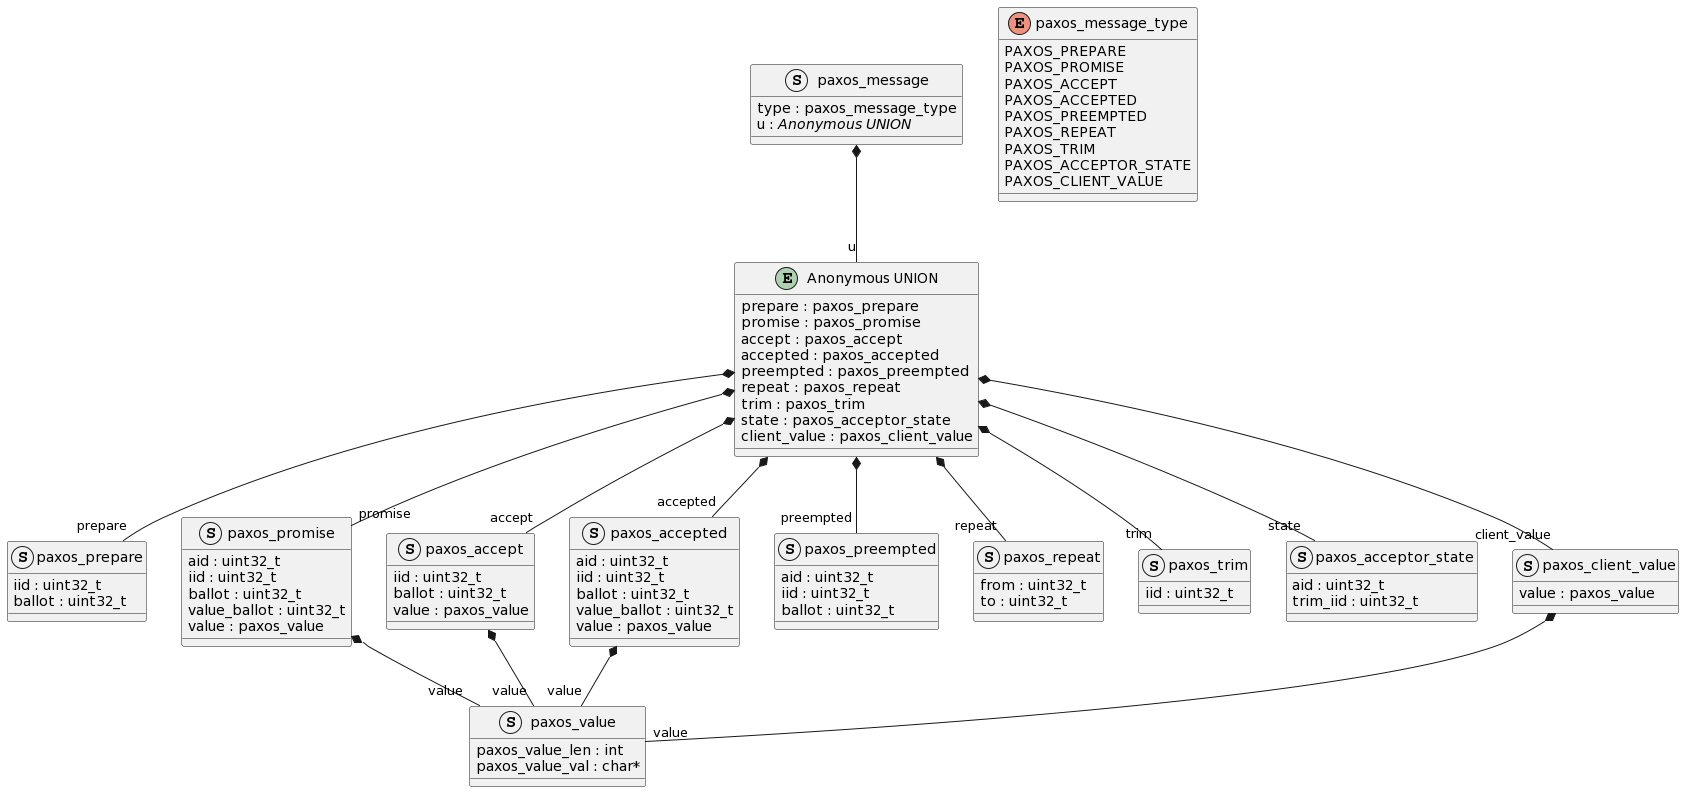 E paxos_message_type
PAXOS_PREPARE
PAXOS_PROMISE
PAXOS_ACCEPT
PAXOS_ACCEPTED
PAXOS_PREEMPTED
PAXOS_REPEAT
PAXOS_TRIM
PAXOS_ACCEPTOR_STATE
PAXOS_CLIENT_VALUE
S paxos_message
type : paxos_message_type
u : Anonymous UNION
u
E Anonymous UNION
prepare : paxos_prepare
promise : paxos_promise
accept : paxos_accept
accepted : paxos_accepted
preempted : paxos_preempted
repeat : paxos_repeat
trim : paxos_trim
state : paxos_acceptor_state
client_value : paxos_client_value
prepare
promise
accept
accepted
preempted
repeat
trim
state
client_value
S paxos_prepare
iid : uint32_t
ballot : uint32_t
S paxos_promise
aid : uint32_t
iid : uint32_t
ballot : uint32_t
value_ballot : uint32_t
value : paxos_value
S paxos_accept
iid : uint32_t
ballot : uint32_t
value : paxos_value
S paxos_accepted
aid : uint32_t
iid : uint32_t
ballot : uint32_t
value_ballot : uint32_t
value : paxos_value
S paxos_preempted
aid : uint32_t
iid : uint32_t
ballot : uint32_t
S paxos_repeat
from : uint32_t
to : uint32_t
S paxos_trim
iid : uint32_t
S paxos_acceptor_state
aid : uint32_t
trim_iid : uint32_t
S paxos_client_value
value : paxos_value
value
value
value
value
S paxos_value
paxos_value_len : int
paxos_value_val : char*